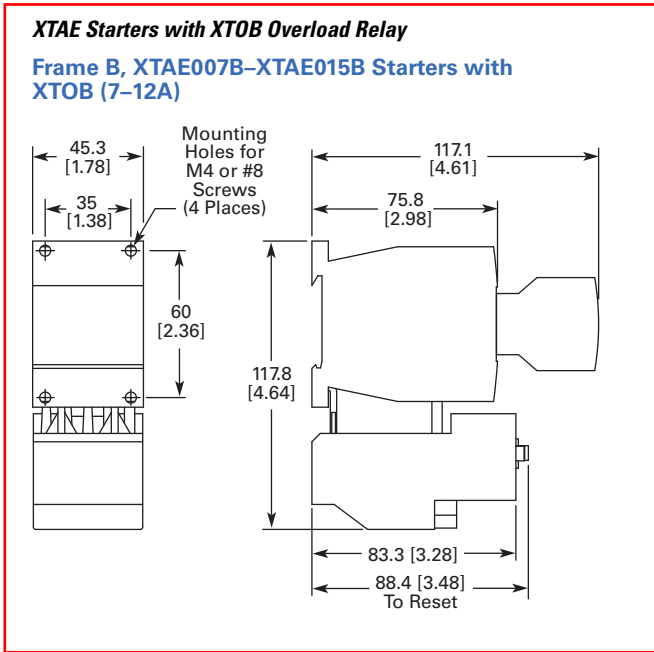 XTAE Starters with XTOB Overload Relay
Frame B, XTAE007B–XTAE015B Starters with
XTOB (7–12A)
45.3
[1.78]
35
[1.38]
Mounting
Holes for
M4 or #8
Screws
(4 Places)
60
[2.36]
117.1
[4.61]
75.8
[2.98]
117.8
[4.64]
83.3 [3.28]
88.4 [3.48]
To Reset